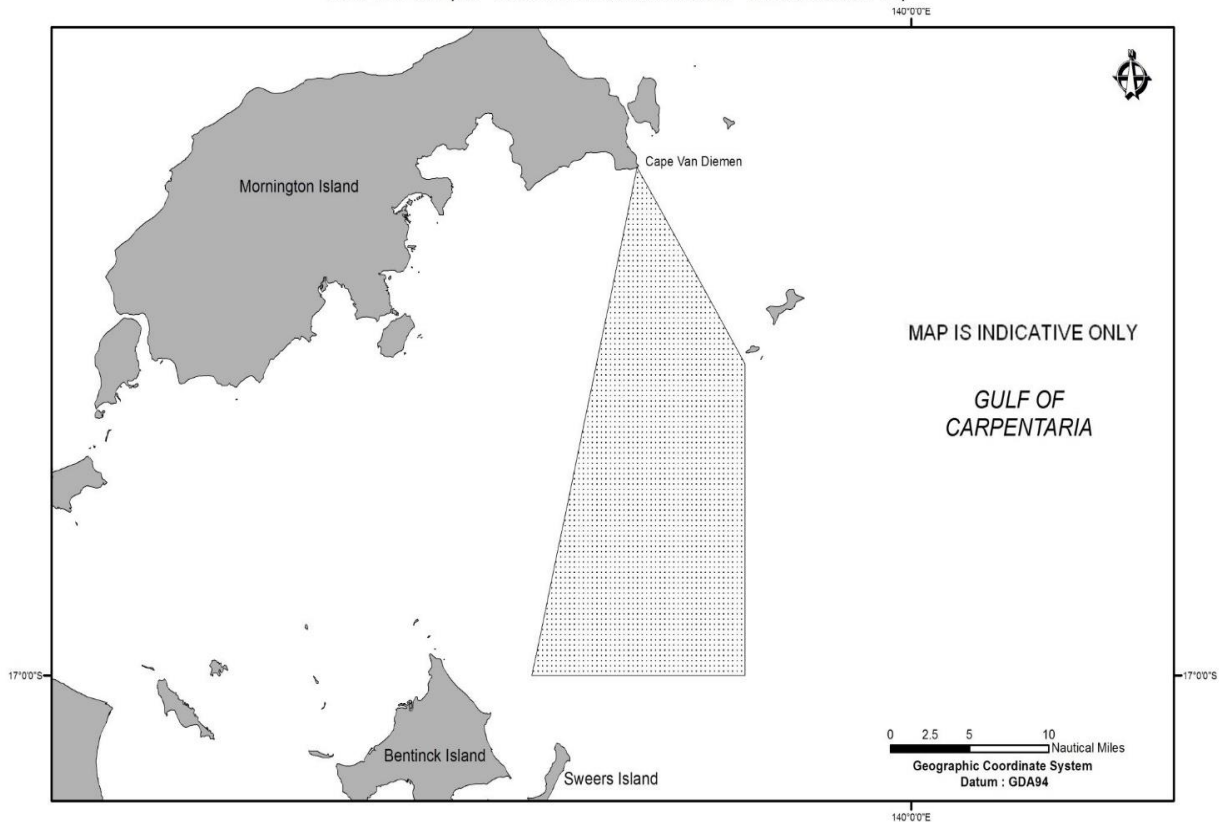 140°0'0"E
Cape Van Diemen
Mornington Island
MAP IS INDICATIVE ONLY
GULF OF
CARPENTARIA
17°0'0"S
17°0'0"S
0 2.5 5 10
Nautical Miles
Bentinck Island
Geographic Coordinate System
Sweers Island
Datum : GDA94
140°0'0"E